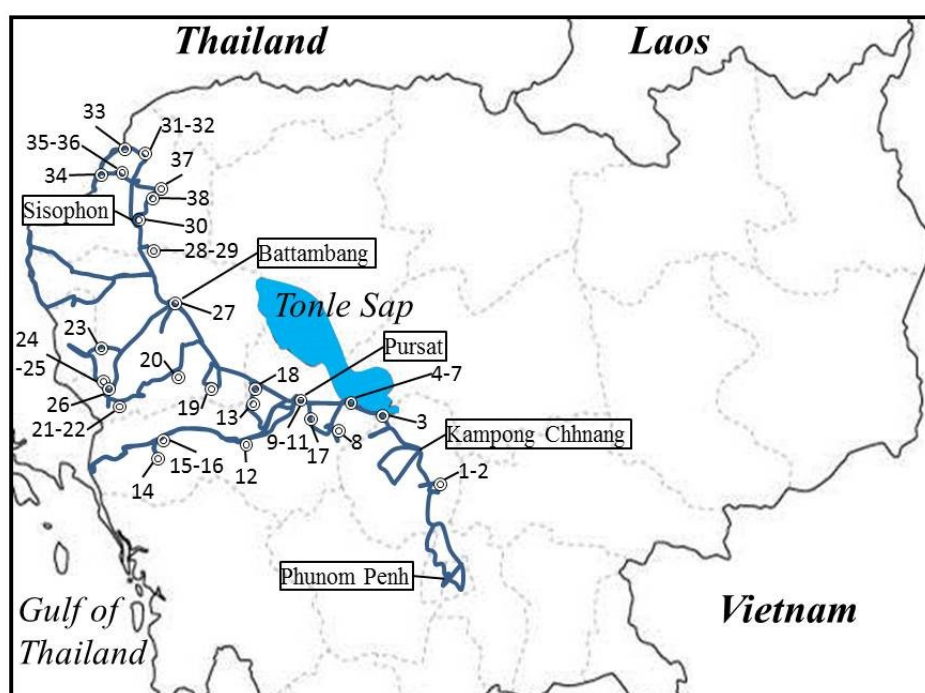 Thailand
Laos
33
31-32
35-36
37
34
38
Sisophon
30
28-29
Battambang
27
Tonle Sap
23
24
-25
20
Pursat
18
4-7
26
19
13
3
21-22
9-11
17
8
Kampong Chhnang
15-16
12
14
1-2
Phunom Penh
Gulf of
Thailand
Vietnam